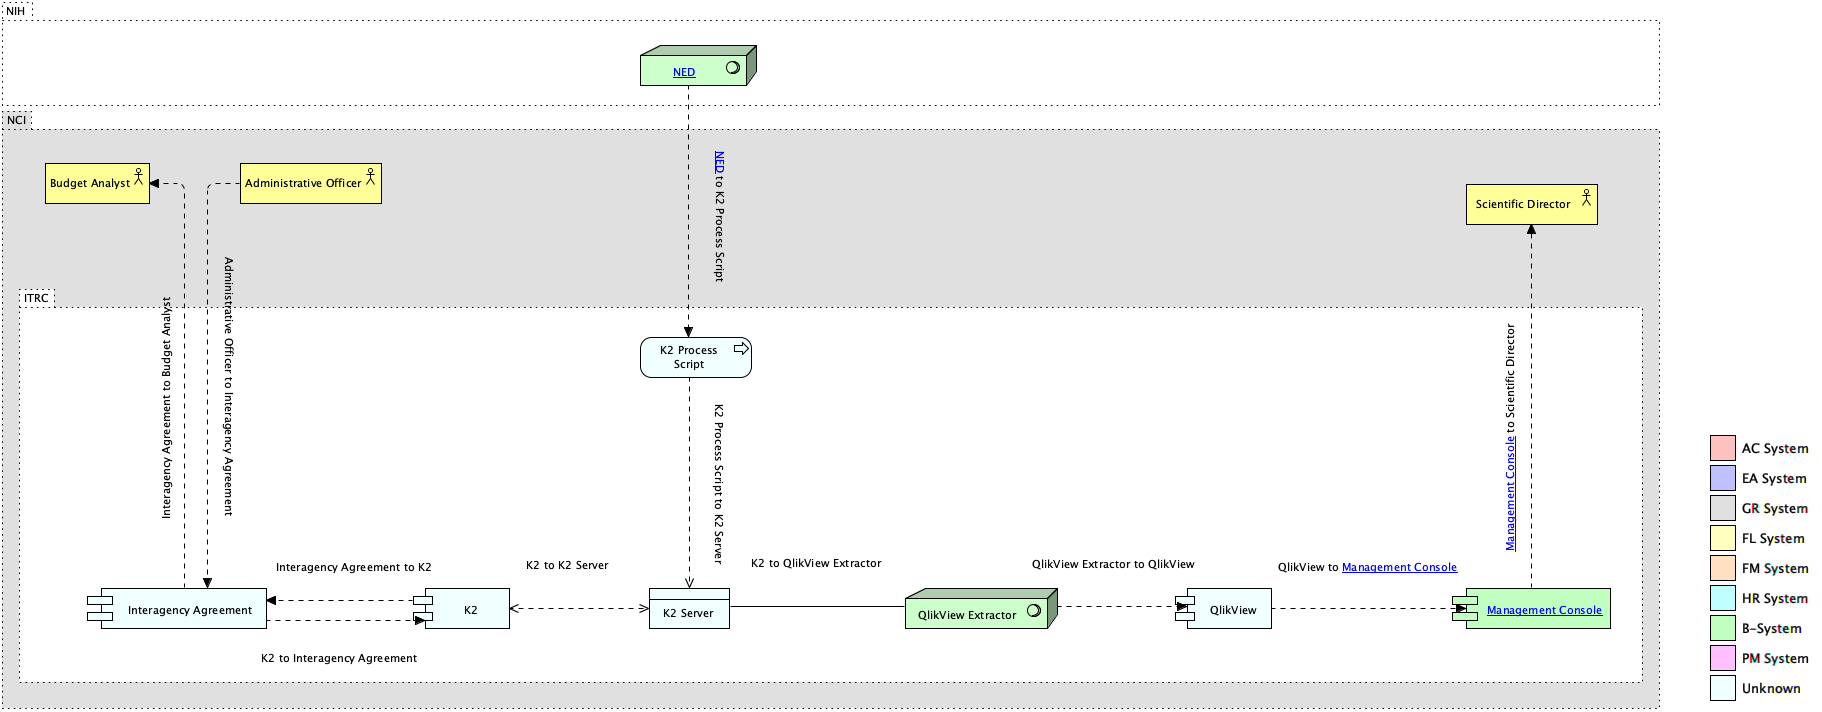 NIH
NED
NCI
Budget Analyst
Administrative Officer
NED to K2 Process Script
Scientific Director
ITRC
Interagency Agreement to Budget Analyst
Administrative Officer to Interagency Agreement
K2 Process
Script
K2 Process Script to K2 Server
Management Console to Scientific Director
Interagency Agreement to K2
K2 to K2 Server
K2 to QlikView Extractor
QlikView Extractor to QlikView
QlikView to Management Console
Interagency Agreement
K2
K2 Server
QlikView Extractor
QlikView
Management Console
K2 to Interagency Agreement
AC System
EA System
GR System
FL System
FM System
HR System
B-System
PM System
Unknown